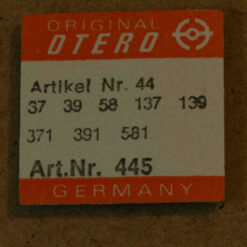 ORIGINAL
OTERO
Artikel Nr. 44
37 39 58 137 139
371 391 581
Art.Nr. 445
GERMANY